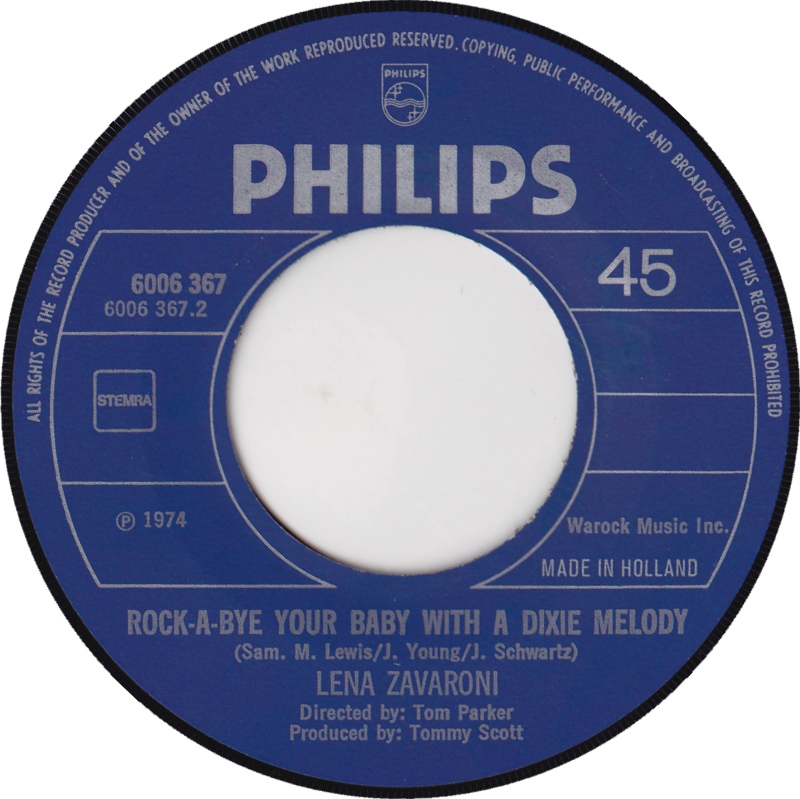 ALL RIGHTS OF THE RECORD PRODUCER AND OF THE OWNER OF THE WORK REPRODUCED RESERVED. COPYING, PUBLIC PERFORMANCE AND BROADCASTING OF THIS RECORD PROHIBITED
PHILIPS
PHILIPS
6006 367
6006 367.2
45
STEMRA
℗ 1974
Warock Music Inc.
MADE IN HOLLAND
ROCK-A-BYE YOUR BABY WITH A DIXIE MELODY
(Sam. M. Lewis/J. Young/J. Schwartz)
LENA ZAVARONI
Directed by: Tom Parker
Produced by: Tommy Scott